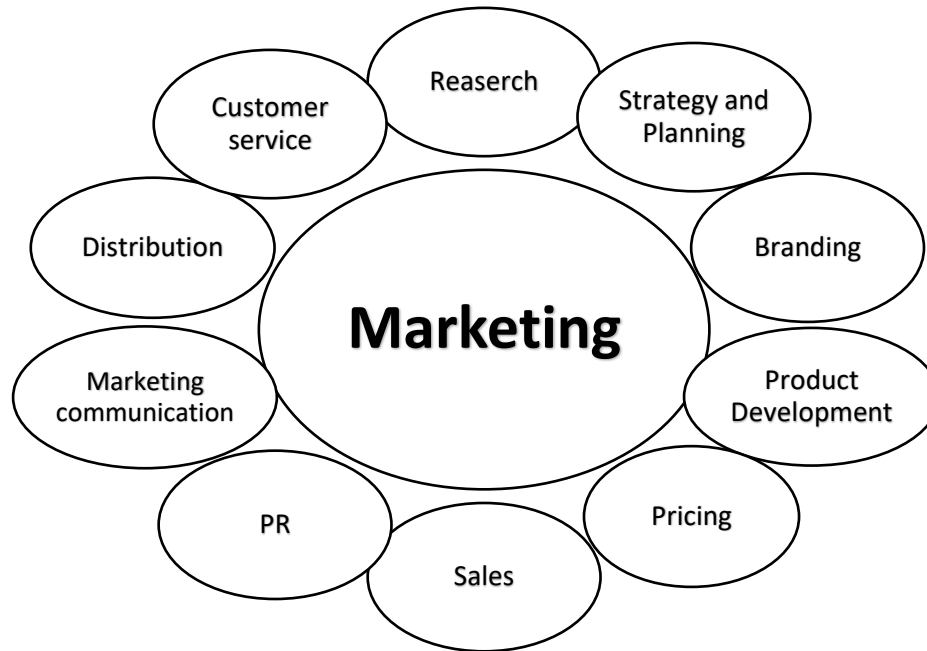 Reaserch
Strategy and
Planning
Branding
Product
Development
Pricing
Sales
PR
Marketing
communication
Distribution
Customer
service
Marketing